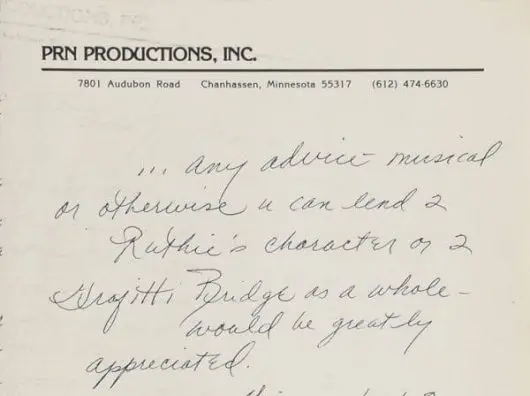 PRN PRODUCTIONS, INC.
7801 Audubon Road Chanhassen, Minnesota 55317 (612) 474-6630
... any advice - musical
or otherwise u can lend 2
Ruthie's character or 2
Graffitti Bridge as a whole -
would be greatly
appreciated.